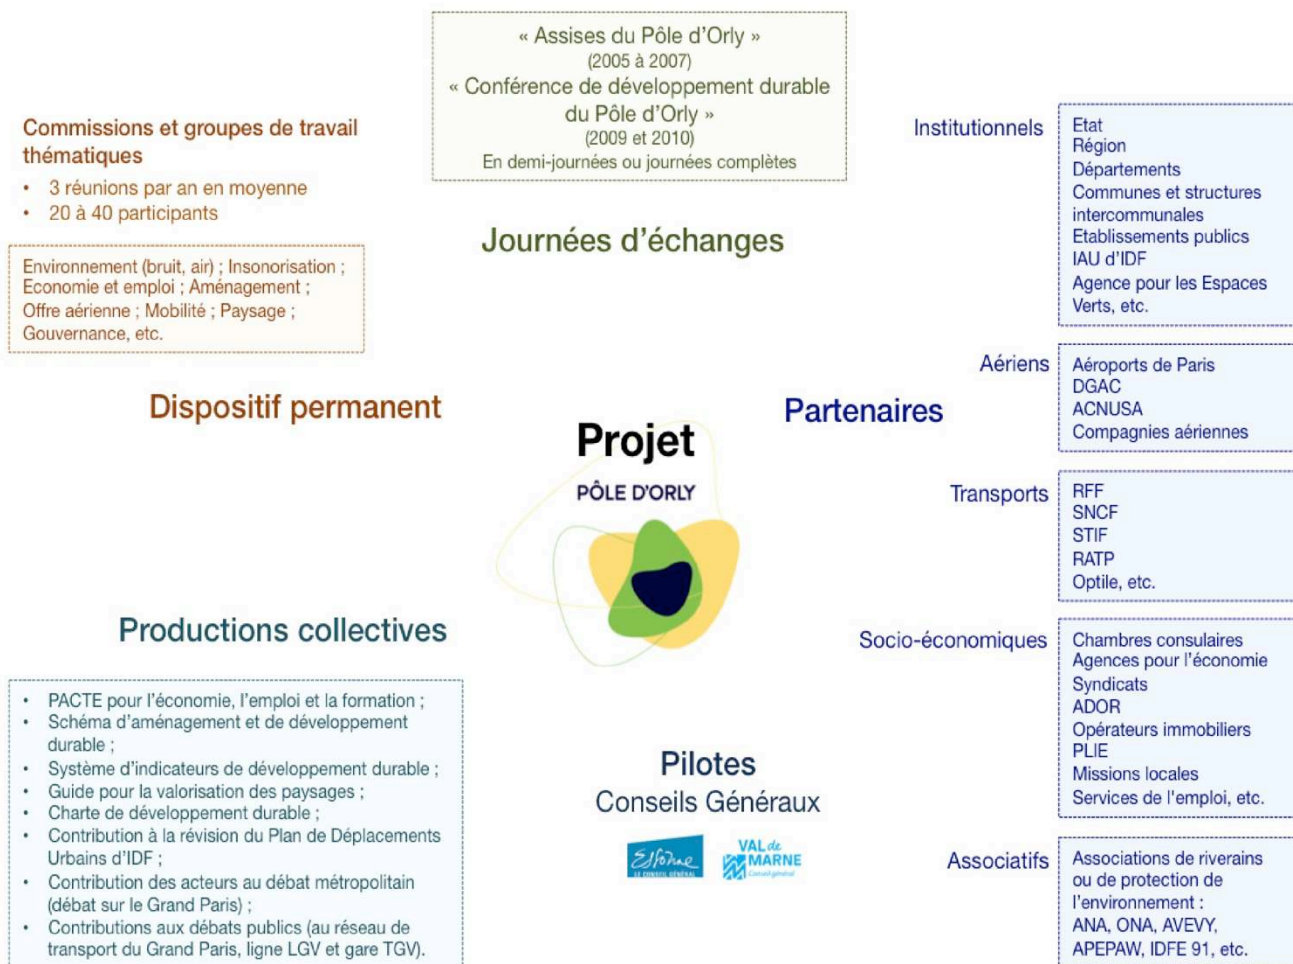 « Assises du Pôle d'Orly »
(2005 à 2007)
« Conférence de développement durable
du Pôle d'Orly »
(2009 et 2010)
En demi-journées ou journées complètes
Journées d'échanges
Commissions et groupes de travail
thématiques
• 3 réunions par an en moyenne
• 20 à 40 participants
Environnement (bruit, air) ; Insonorisation ;
Economie et emploi ; Aménagement ;
Offre aérienne ; Mobilité ; Paysage ;
Gouvernance, etc.
Dispositif permanent
Projet
PÔLE D'ORLY
Partenaires
Institutionnels
Etat
Région
Départements
Communes et structures
intercommunales
Etablissements publics
IAU d'IDF
Agence pour les Espaces
Verts, etc.
Aériens
Aéroports de Paris
DGAC
ACNUSA
Compagnies aériennes
Transports
RFF
SNCF
STIF
RATP
Optile, etc.
Socio-économiques
Chambres consulaires
Agences pour l'économie
Syndicats
ADOR
Opérateurs immobiliers
PLIE
Missions locales
Services de l'emploi, etc.
Associatifs
Associations de riverains
ou de protection de
l'environnement :
ANA, ONA, AVEVY,
APEPAW, IDFE 91, etc.
Productions collectives
• PACTE pour l'économie, l'emploi et la formation ;
• Schéma d'aménagement et de développement
durable ;
• Système d'indicateurs de développement durable ;
• Guide pour la valorisation des paysages ;
• Charte de développement durable ;
• Contribution à la révision du Plan de Déplacements
Urbains d'IDF ;
• Contribution des acteurs au débat métropolitain
(débat sur le Grand Paris) ;
• Contributions aux débats publics (au réseau de
transport du Grand Paris, ligne LGV et gare TGV).
Pilotes
Conseils Généraux
Essonne
LE CONSEIL GÉNÉRAL
VAL de
MARNE
Conseil général